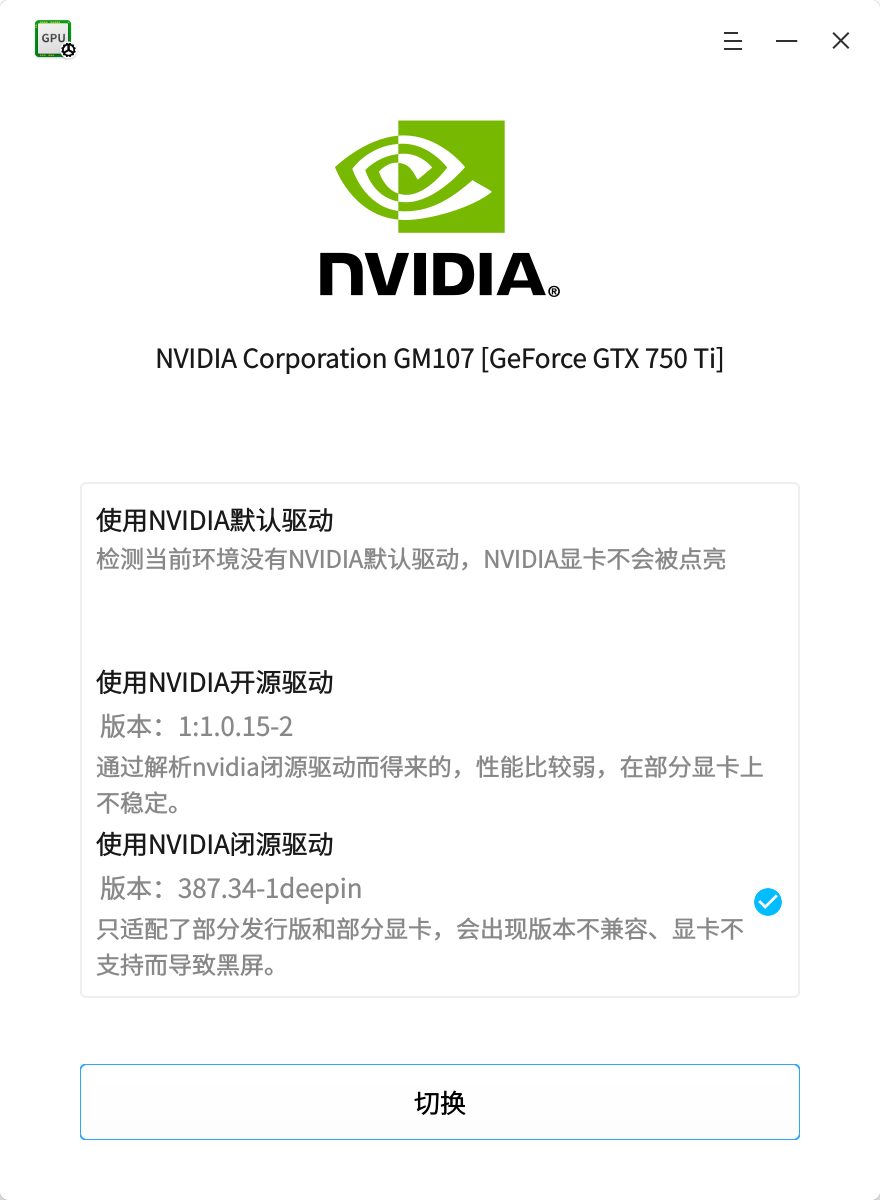 GPU
NVIDIA®
NVIDIA Corporation GM107 [GeForce GTX 750 Ti]
使用NVIDIA默认驱动
检测当前环境没有NVIDIA默认驱动，NVIDIA显卡不会被点亮
使用NVIDIA开源驱动
版本：1:1.0.15-2
通过解析nvidia闭源驱动而得来的，性能比较弱，在部分显卡上
不稳定。
使用NVIDIA闭源驱动
版本：387.34-1deepin
只适配了部分发行版和部分显卡，会出现版本不兼容、显卡不
支持而导致黑屏。
切换